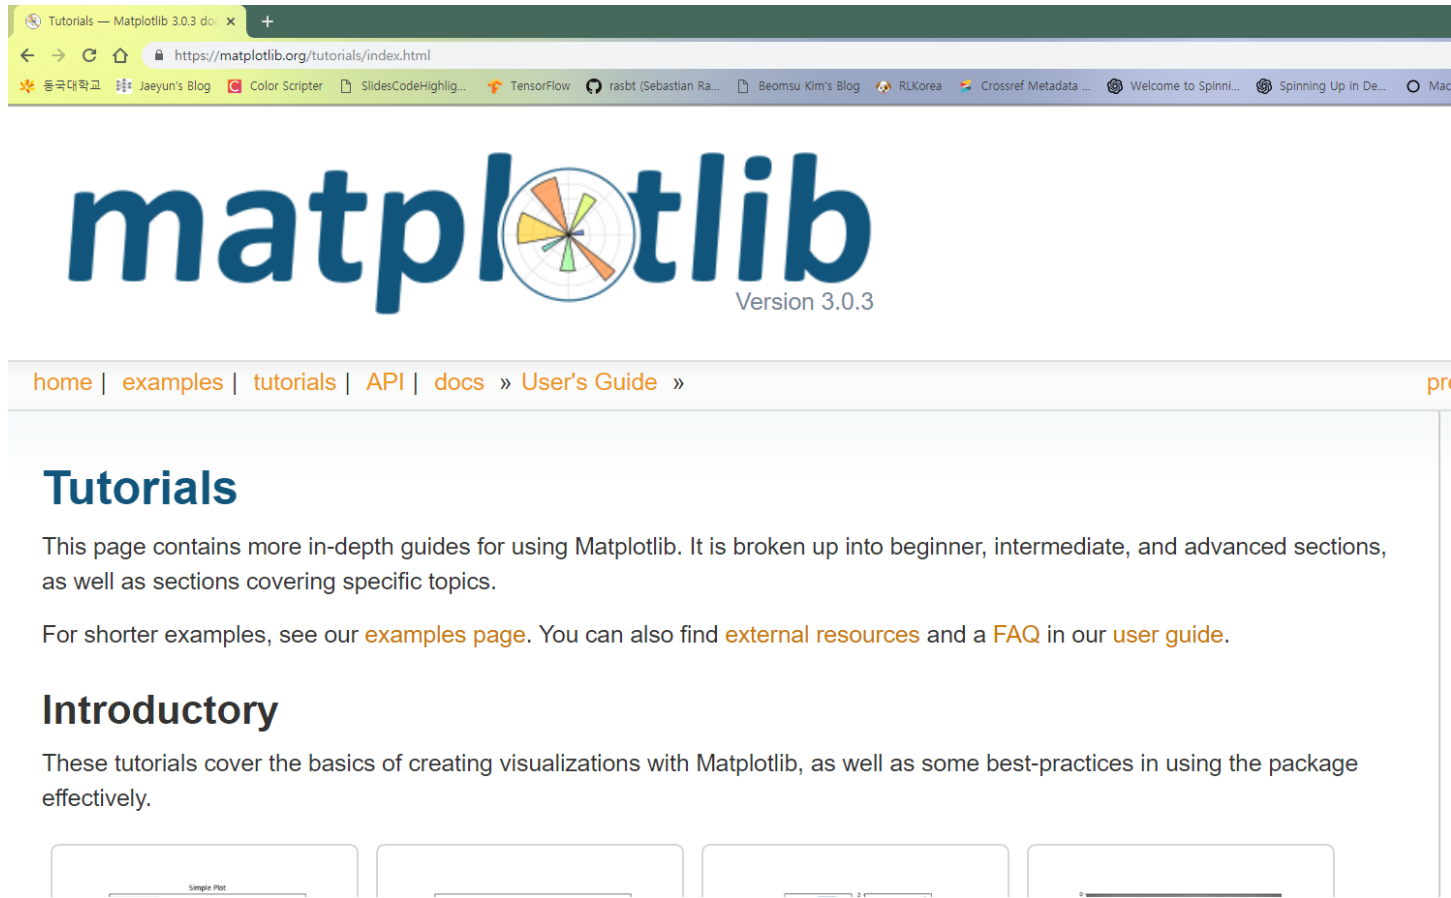 Tutorials — Matplotlib 3.0.3 doc
https://matplotlib.org/tutorials/index.html
동국대학교 Jaeyun's Blog Color Scripter SlidesCodeHighlig... TensorFlow rasbt (Sebastian Ra... Beomsu Kim's Blog RLKorea Crossref Metadata ... Welcome to Spinni... Spinning Up in De... Mac
matplotlib
Version 3.0.3
home | examples | tutorials | API | docs » User's Guide » pre
Tutorials
This page contains more in-depth guides for using Matplotlib. It is broken up into beginner, intermediate, and advanced sections,
as well as sections covering specific topics.
For shorter examples, see our examples page. You can also find external resources and a FAQ in our user guide.
Introductory
These tutorials cover the basics of creating visualizations with Matplotlib, as well as some best-practices in using the package
effectively.
Simple Plot
2
0